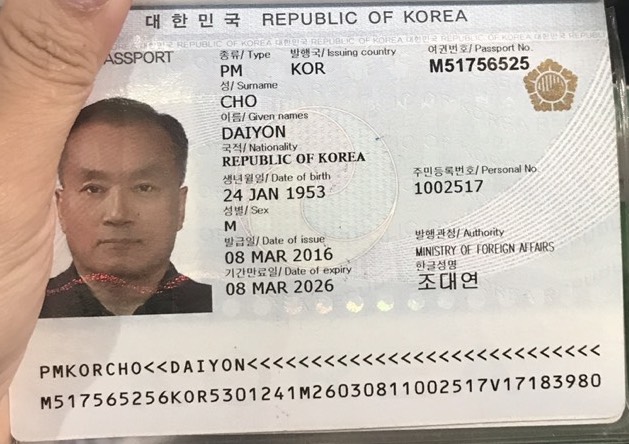 대한민국 REPUBLIC OF KOREA
PASSPORT
종류/ Type 발행국/ Issuing country 여권번호/ Passport No.
PM KOR M51756525
성/ Surname
CHO
이름/ Given names
DAIYON
국적/ Nationality
REPUBLIC OF KOREA
생년월일/ Date of birth 주민등록번호/ Personal No.
24 JAN 1953 1002517
성별/ Sex
M
발급일/ Date of issue 발행관청/ Authority
08 MAR 2016 MINISTRY OF FOREIGN AFFAIRS
기간만료일/ Date of expiry 한글성명
08 MAR 2026 조대연
PMKORCHO<<DAIYON<<<<<<<<<<<<<<<<<<<<<<<<<<<<
M517565256KOR5301241M26030811002517V17183980